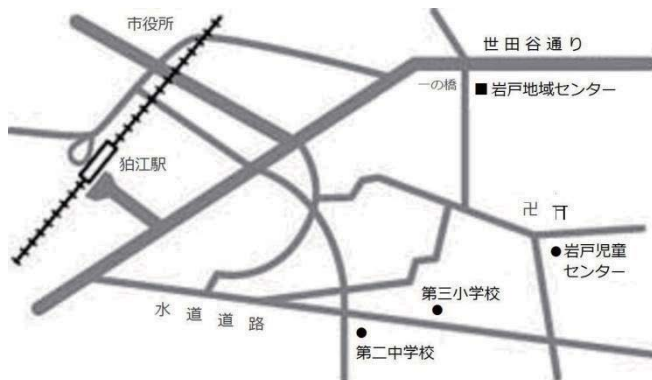 市役所
世田谷通り
一の橋
■ 岩戸地域センター
狛江駅
卍
● 岩戸児童
センター
水道道路
第三小学校
●
●
第二中学校